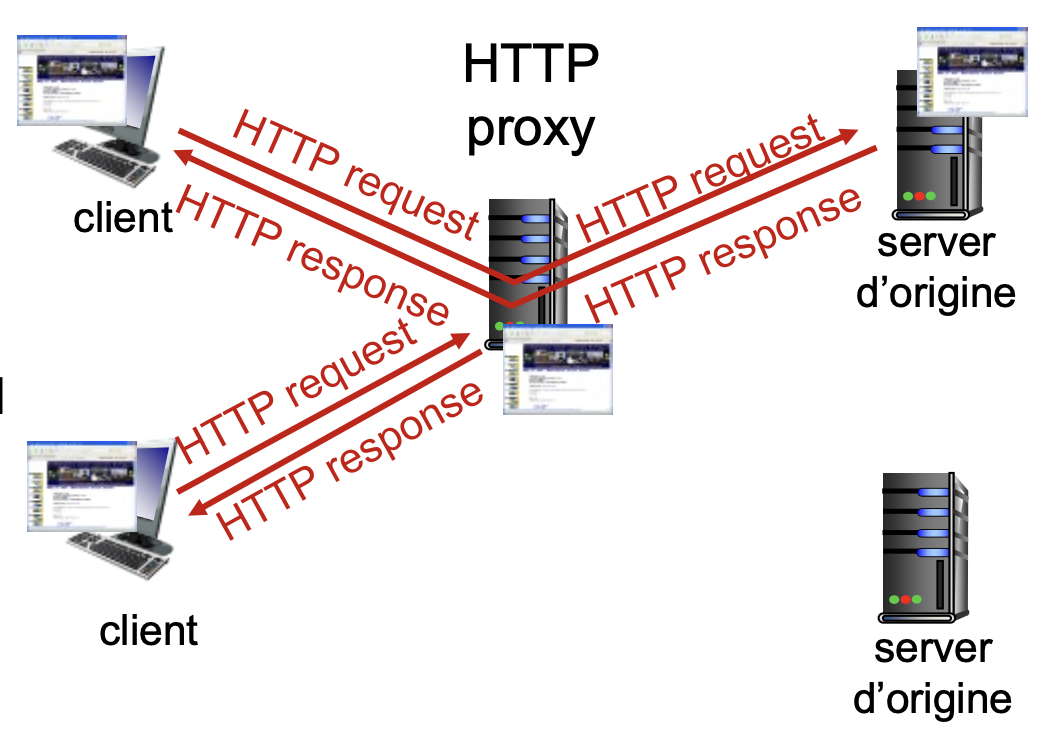 HTTP
proxy
HTTP request
HTTP request
client
HTTP response
HTTP response
server
d’origine
HTTP request
HTTP response
client
server
d’origine